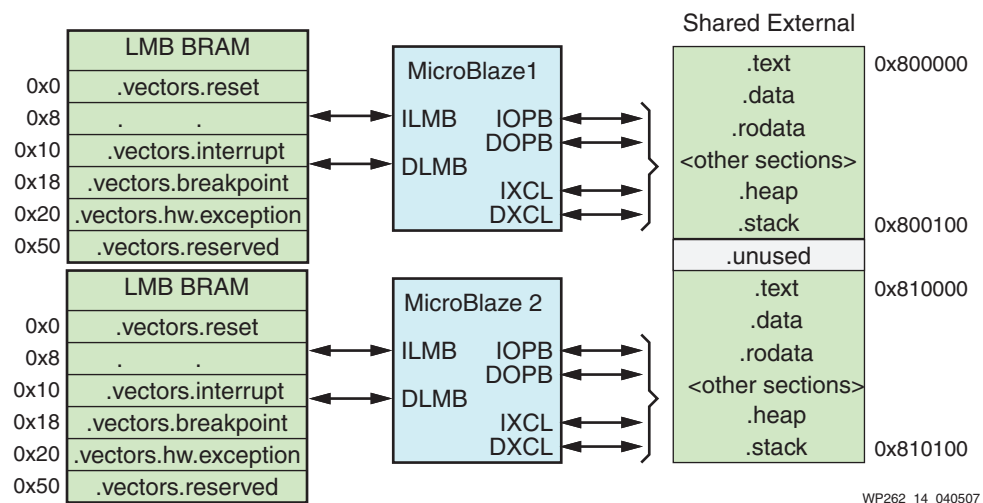 Shared External
LMB BRAM
0x0 .vectors.reset
0x8 . .
0x10 .vectors.interrupt
0x18 .vectors.breakpoint
0x20 .vectors.hw.exception
0x50 .vectors.reserved
MicroBlaze1
ILMB IOPB
DOPB
DLMB
IXCL
DXCL
.text 0x800000
.data
.rodata
<other sections>
.heap
.stack 0x800100
.unused
LMB BRAM
0x0 .vectors.reset
0x8 . .
0x10 .vectors.interrupt
0x18 .vectors.breakpoint
0x20 .vectors.hw.exception
0x50 .vectors.reserved
MicroBlaze 2
ILMB IOPB
DOPB
DLMB
IXCL
DXCL
.text 0x810000
.data
.rodata
<other sections>
.heap
.stack 0x810100
WP262_14_040507